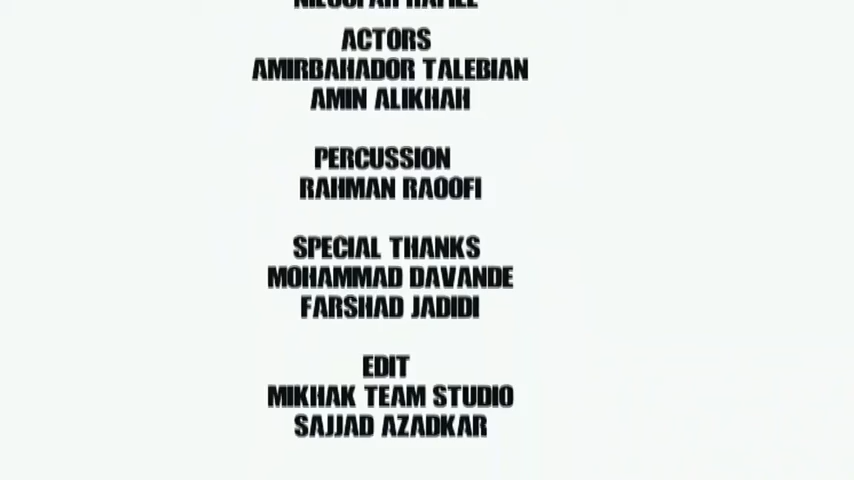 ACTORS
AMIRBAHADOR TALEBIAN
AMIN ALIKHAH
PERCUSSION
RAHMAN RAOOFI
SPECIAL THANKS
MOHAMMAD DAVANDE
FARSHAD JADIDI
EDIT
MIKHAK TEAM STUDIO
SAJJAD AZADKAR